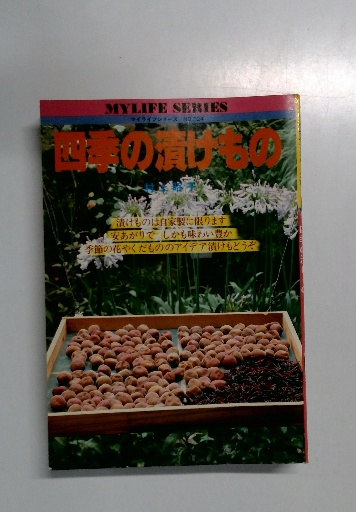 MYLIFE SERIES
マイライフシリーズ NO.124
四季の漬けもの
漬けものは自家製に限ります
安あがりで しかも味わい豊か
季節の花やくだもののアイデア漬けもどうぞ